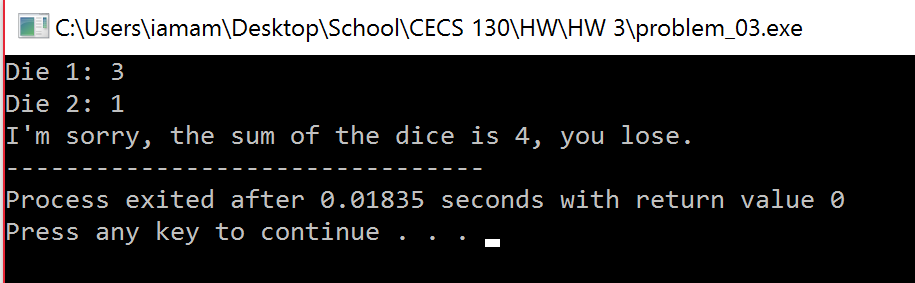 C:\Users\iamam\Desktop\School\CECS 130\HW\HW 3\problem_03.exe
Die 1: 3
Die 2: 1
I'm sorry, the sum of the dice is 4, you lose.
--------------------------------
Process exited after 0.01835 seconds with return value 0
Press any key to continue . . .